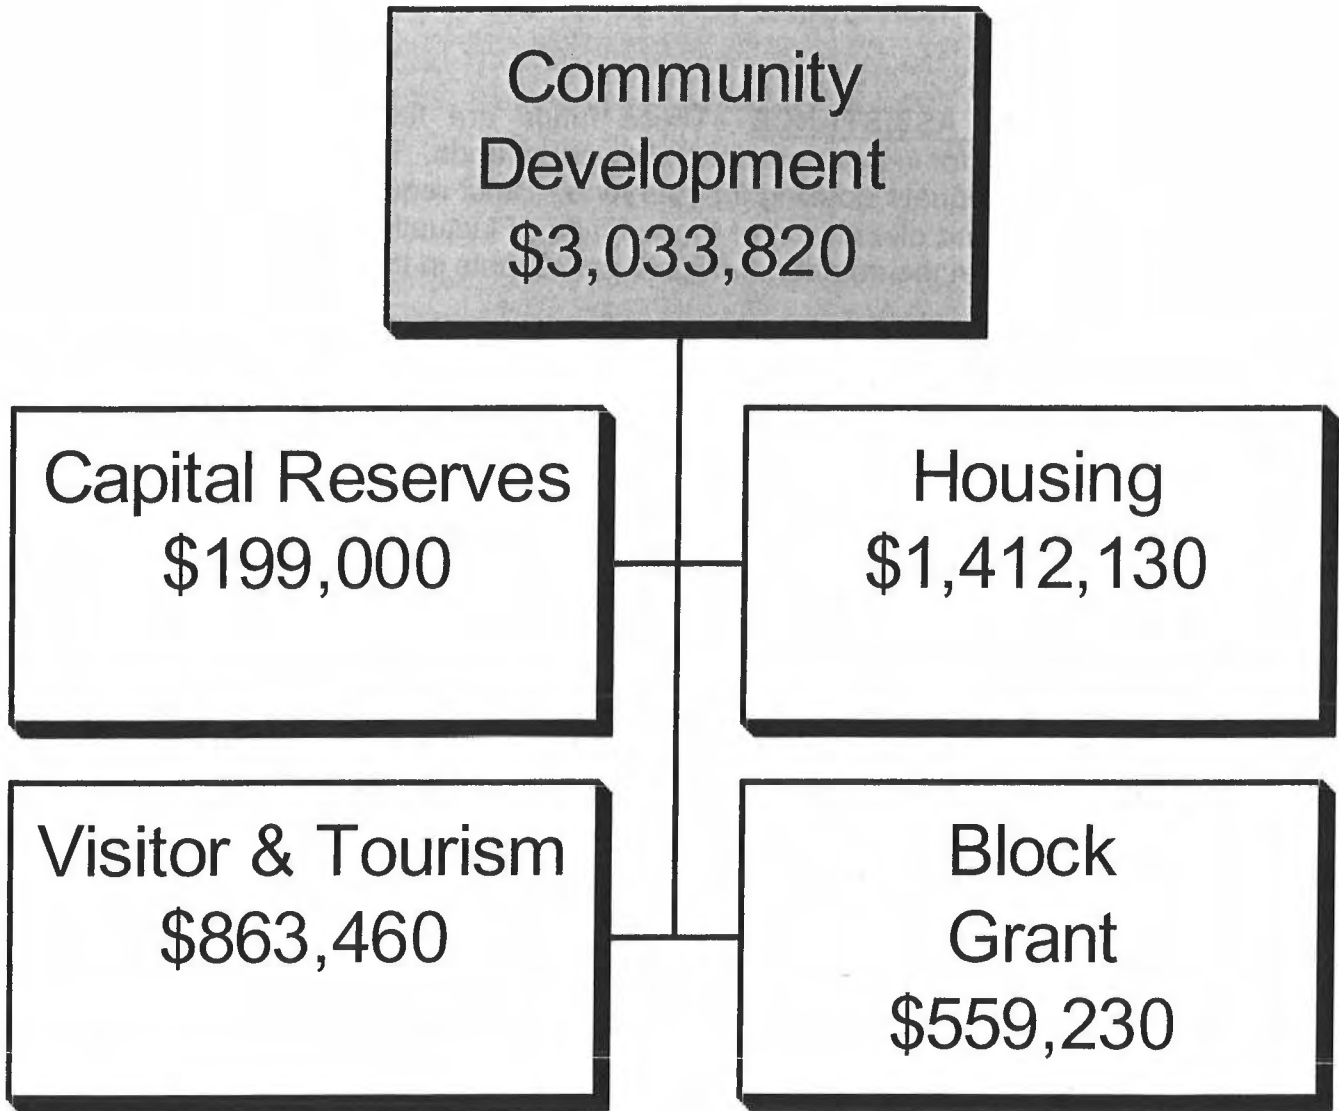 Community
Development
$3,033,820
Capital Reserves
$199,000
Housing
$1,412,130
Visitor & Tourism
$863,460
Block
Grant
$559,230